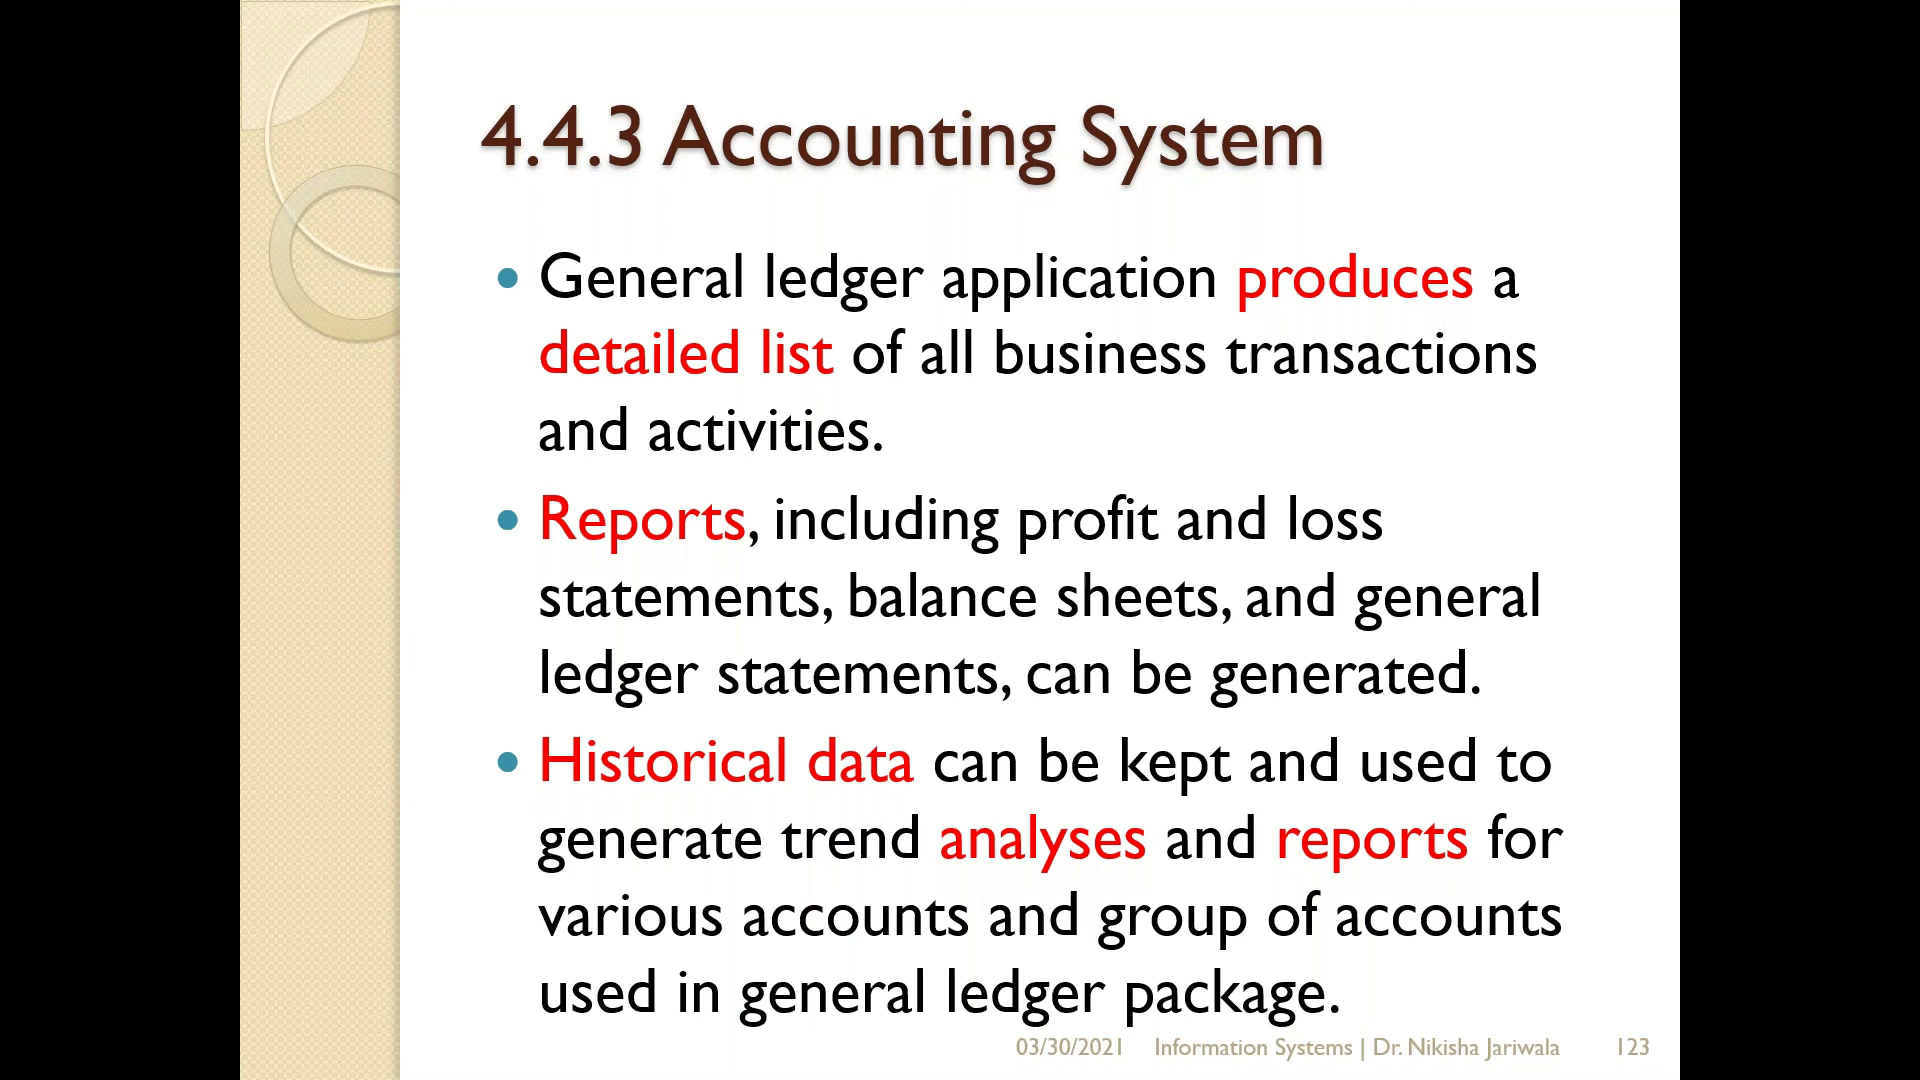 4.4.3 Accounting System
• General ledger application produces a
detailed list of all business transactions
and activities.
• Reports, including profit and loss
statements, balance sheets, and general
ledger statements, can be generated.
• Historical data can be kept and used to
generate trend analyses and reports for
various accounts and group of accounts
used in general ledger package.
03/30/2021 Information Systems | Dr. Nikisha Jariwala 123